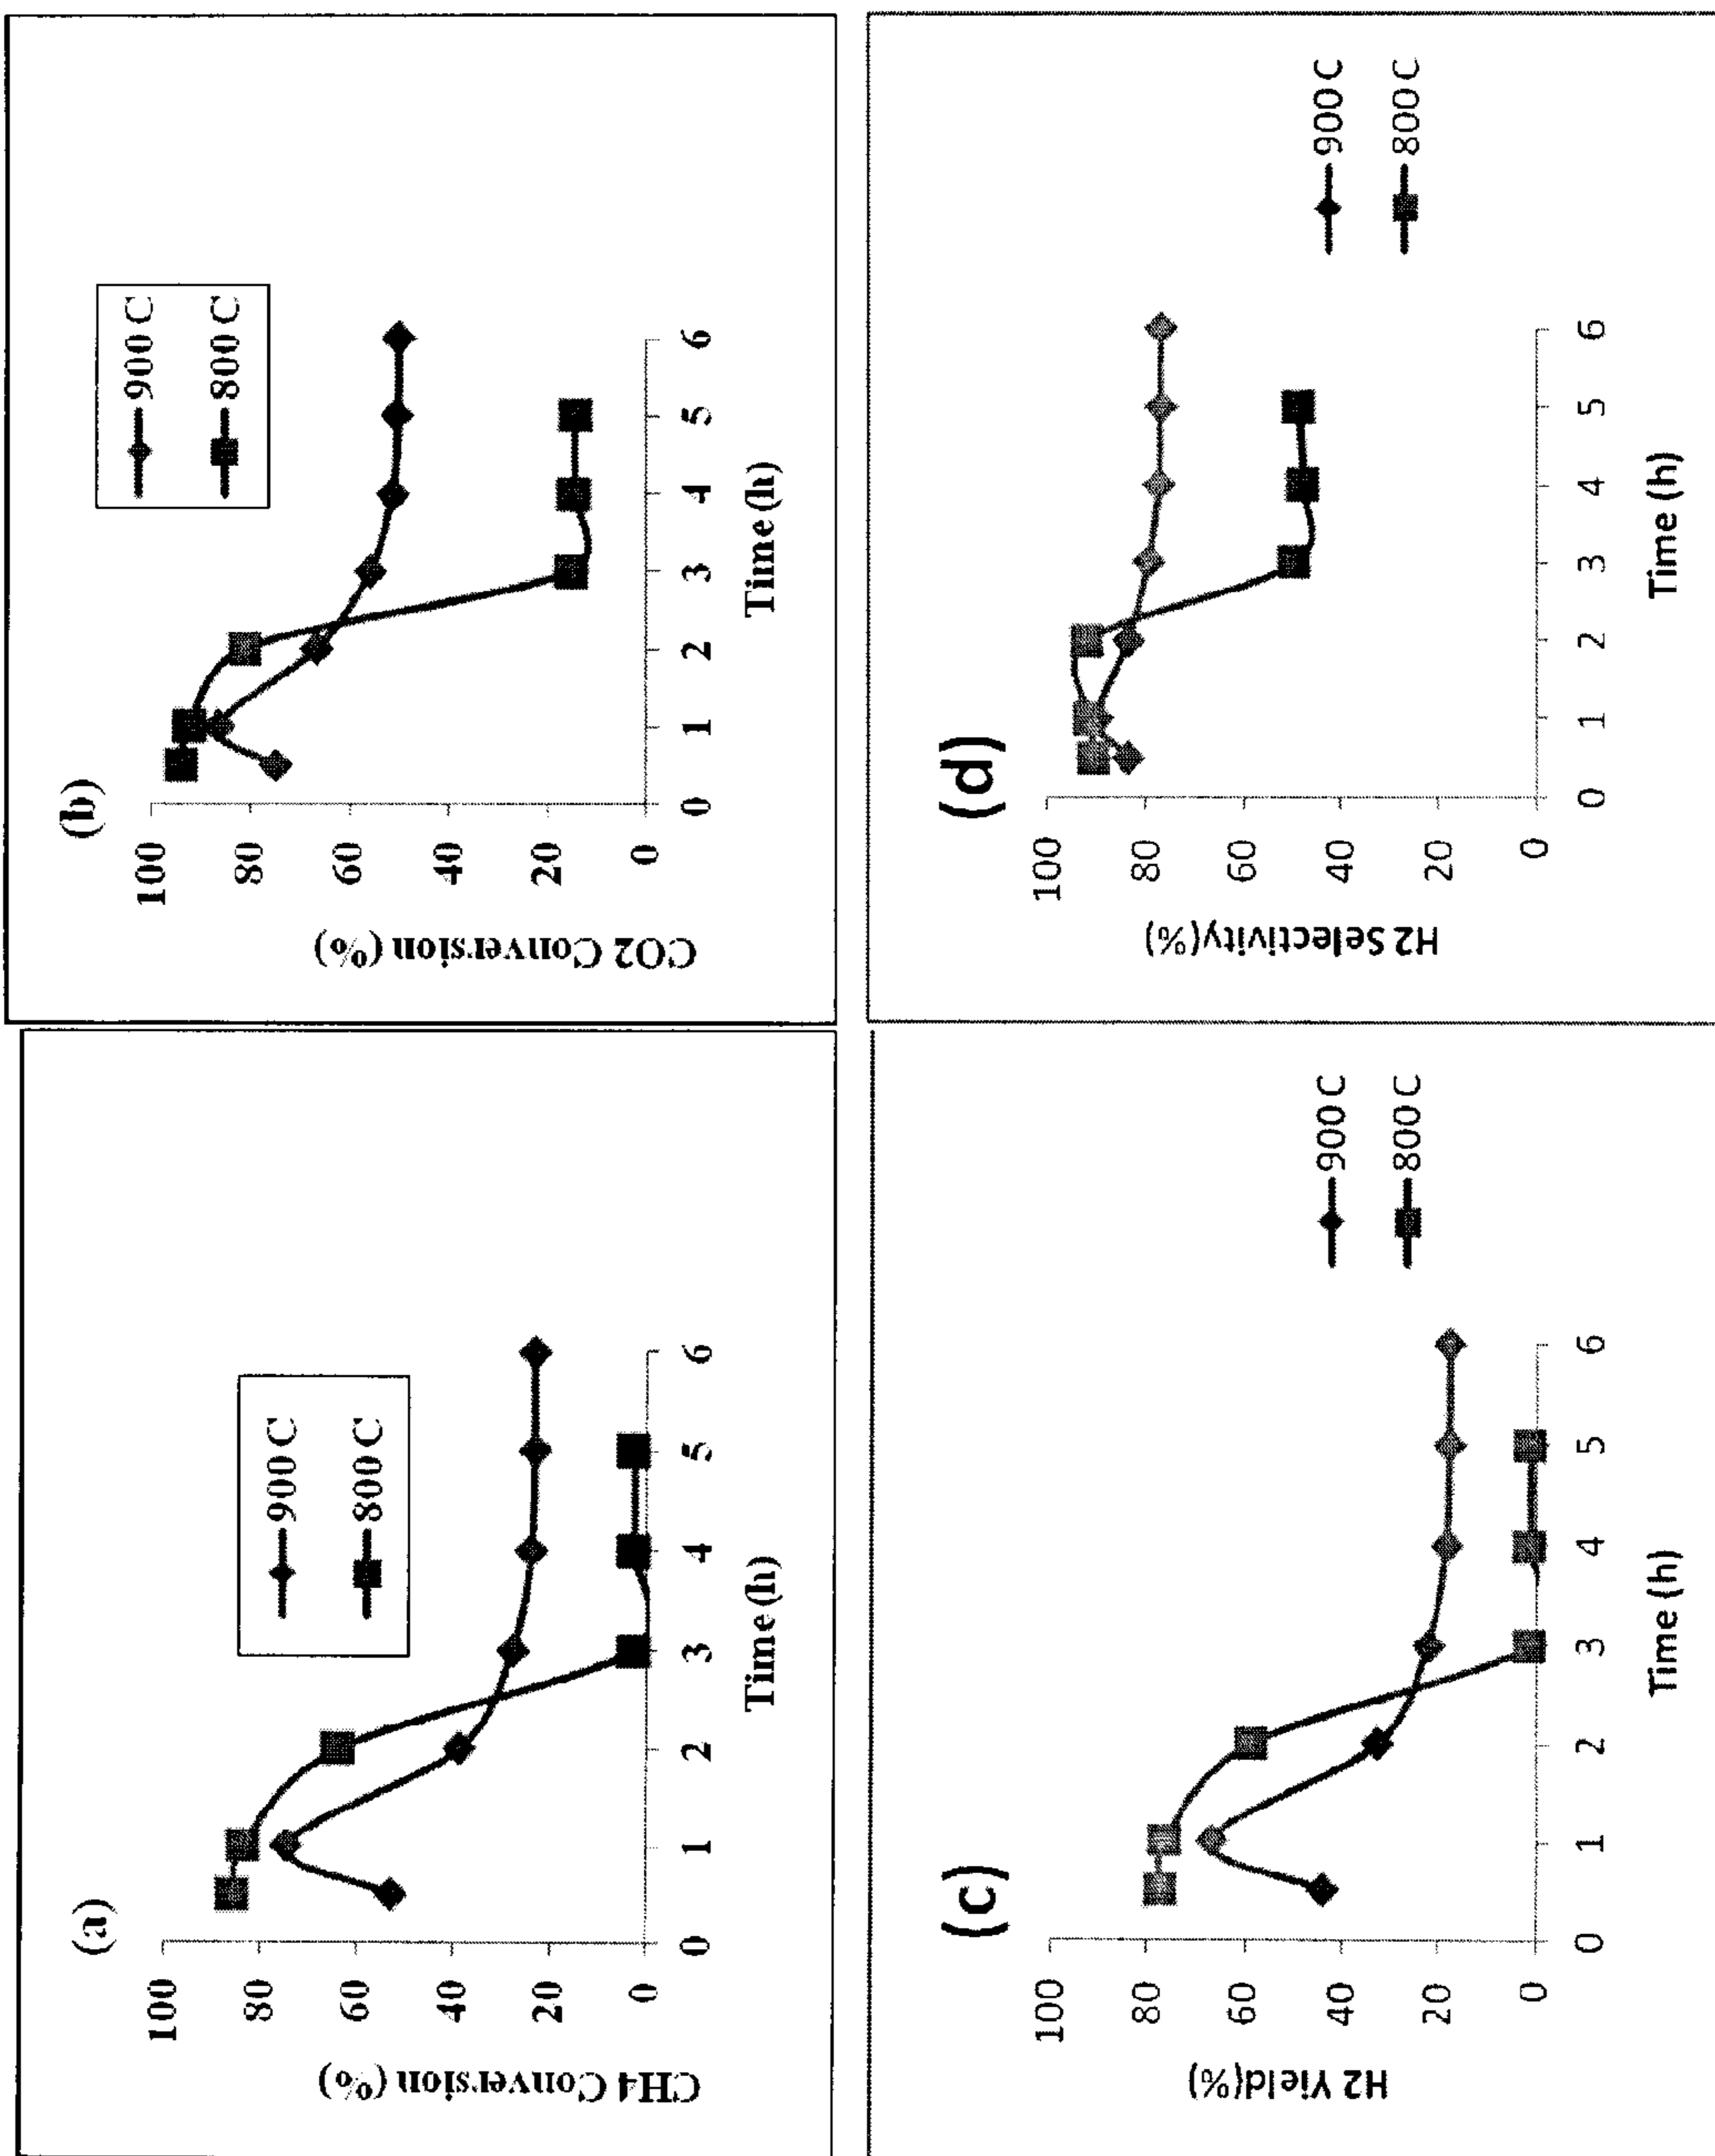 (a)
CH4 Conversion (%)
100
80
60
40
20
0
0 1 2 3 4 5 6
Time (h)
900 C
800 C
(b)
CO2 Conversion (%)
100
80
60
40
20
0
0 1 2 3 4 5 6
Time (h)
900 C
800 C
(c)
H2 Yield(%)
100
80
60
40
20
0
0 1 2 3 4 5 6
Time (h)
900 C
800 C
(d)
H2 Selectivity(%)
100
80
60
40
20
0
0 1 2 3 4 5 6
Time (h)
900 C
800 C